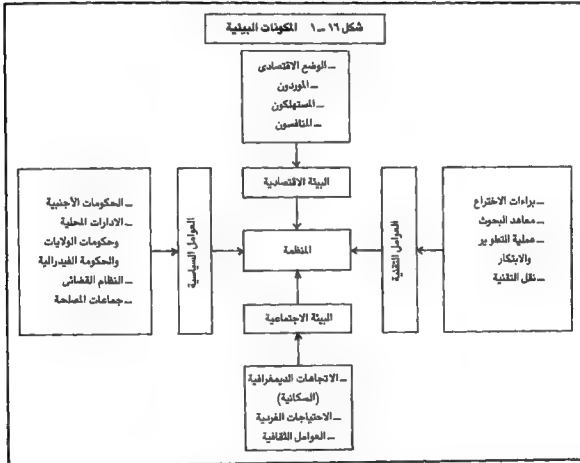 شكل ١٦ – ١ المكونات البيئية
– الوضع الاقتصادى
– الموردون
– المستهلكون
– المنافسون
البيئة الاقتصادية
– براءات الاختراع
– معاهد البحوث
– عملية التطوير
والابتكار
– نقل التقنية
العوامل التقنية
المنظمة
العوامل السياسية
– الحكومات الأجنبية
– الادارات المحلية
وحكومات الولايات
والحكومة الفيدرالية
– النظام القضائى
– جماعات المصلحة
البيئة الاجتماعية
– الاتجاهات الديمغرافية
(السكانية)
– الاحتياجات الفردية
– العوامل الثقافية